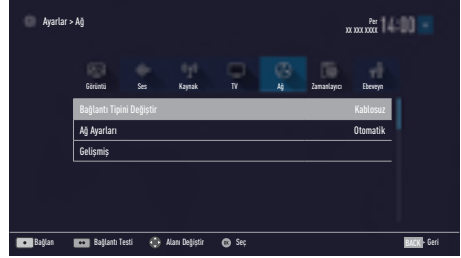 Ayarlar > Ağ
Per
XX XXX XXXX 14:00
Görüntü Ses Kaynak TV Ağ Zamanlayıcı Ebeveyn
Bağlantı Tipini Değiştir Kablosuz
Ağ Ayarları Otomatik
Gelişmiş
Bağlan Bağlantı Testi Alanı Değiştir Seç BACK Geri